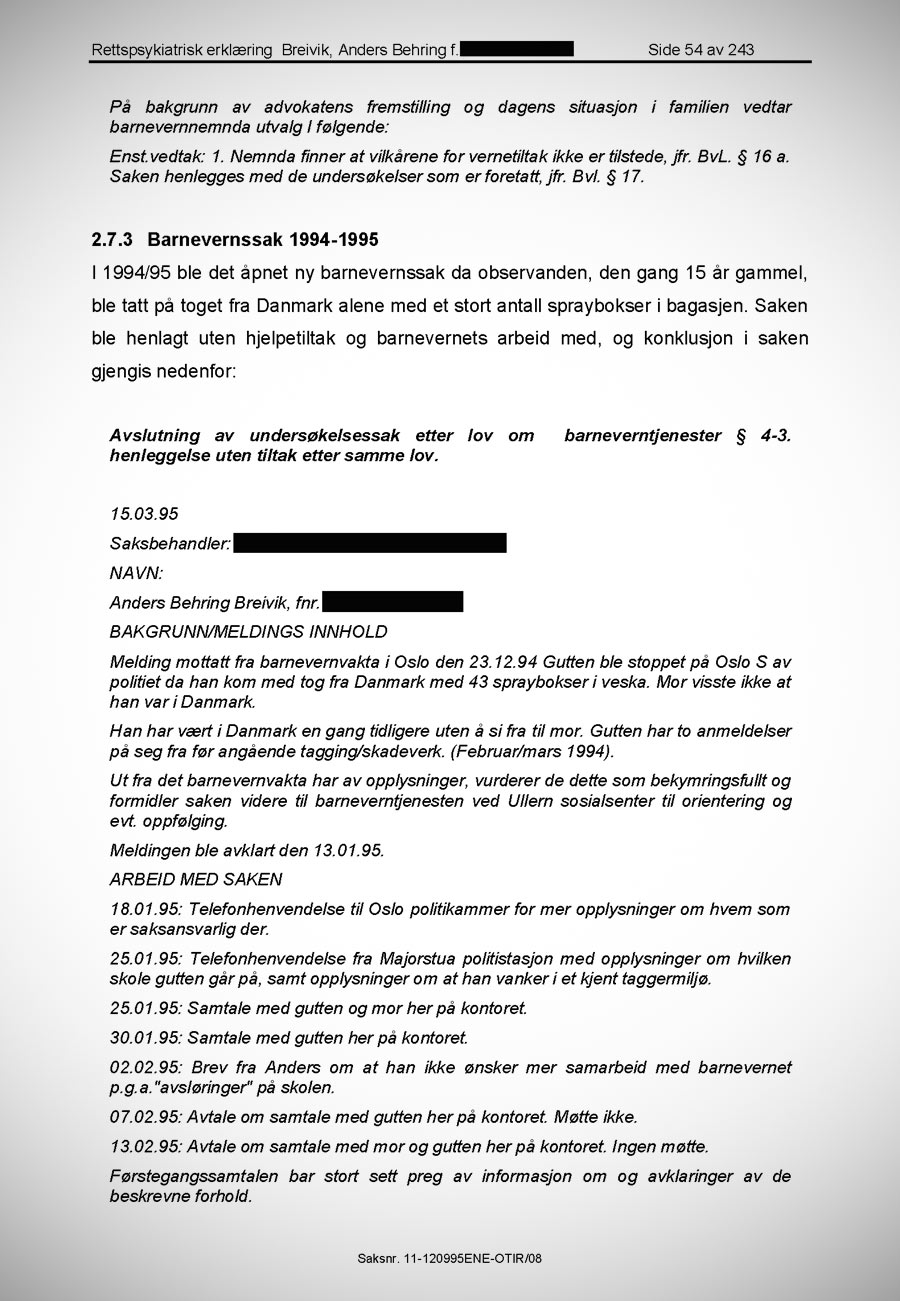 Rettspsykiatrisk erklæring Breivik, Anders Behring f. Side 54 av 243
På bakgrunn av advokatens fremstilling og dagens situasjon i familien vedtar
barnevernnemnda utvalg I følgende:
Enst.vedtak: 1. Nemnda finner at vilkårene for vernetiltak ikke er tilstede, jfr. BvL. § 16 a.
Saken henlegges med de undersøkelser som er foretatt, jfr. Bvl. § 17.
2.7.3 Barnevernssak 1994-1995
I 1994/95 ble det åpnet ny barnevernssak da observanden, den gang 15 år gammel,
ble tatt på toget fra Danmark alene med et stort antall spraybokser i bagasjen. Saken
ble henlagt uten hjelpetiltak og barnevernets arbeid med, og konklusjon i saken
gjengis nedenfor:
Avslutning av undersøkelsessak etter lov om barneverntjenester § 4-3.
henleggelse uten tiltak etter samme lov.
15.03.95
Saksbehandler:
NAVN:
Anders Behring Breivik, fnr.
BAKGRUNN/MELDINGS INNHOLD
Melding mottatt fra barnevernvakta i Oslo den 23.12.94 Gutten ble stoppet på Oslo S av
politiet da han kom med tog fra Danmark med 43 spraybokser i veska. Mor visste ikke at
han var i Danmark.
Han har vært i Danmark en gang tidligere uten å si fra til mor. Gutten har to anmeldelser
på seg fra før angående tagging/skadeverk. (Februar/mars 1994).
Ut fra det barnevernvakta har av opplysninger, vurderer de dette som bekymringsfullt og
formidler saken videre til barneverntjenesten ved Ullern sosialsenter til orientering og
evt. oppfølging.
Meldingen ble avklart den 13.01.95.
ARBEID MED SAKEN
18.01.95: Telefonhenvendelse til Oslo politikammer for mer opplysninger om hvem som
er saksansvarlig der.
25.01.95: Telefonhenvendelse fra Majorstua politistasjon med opplysninger om hvilken
skole gutten går på, samt opplysninger om at han vanker i et kjent taggermiljø.
25.01.95: Samtale med gutten og mor her på kontoret.
30.01.95: Samtale med gutten her på kontoret.
02.02.95: Brev fra Anders om at han ikke ønsker mer samarbeid med barnevernet
p.g.a."avsløringer" på skolen.
07.02.95: Avtale om samtale med gutten her på kontoret. Møtte ikke.
13.02.95: Avtale om samtale med mor og gutten her på kontoret. Ingen møtte.
Førstegangssamtalen bar stort sett preg av informasjon om og avklaringer av de
beskrevne forhold.
Saksnr. 11-120995ENE-OTIR/08